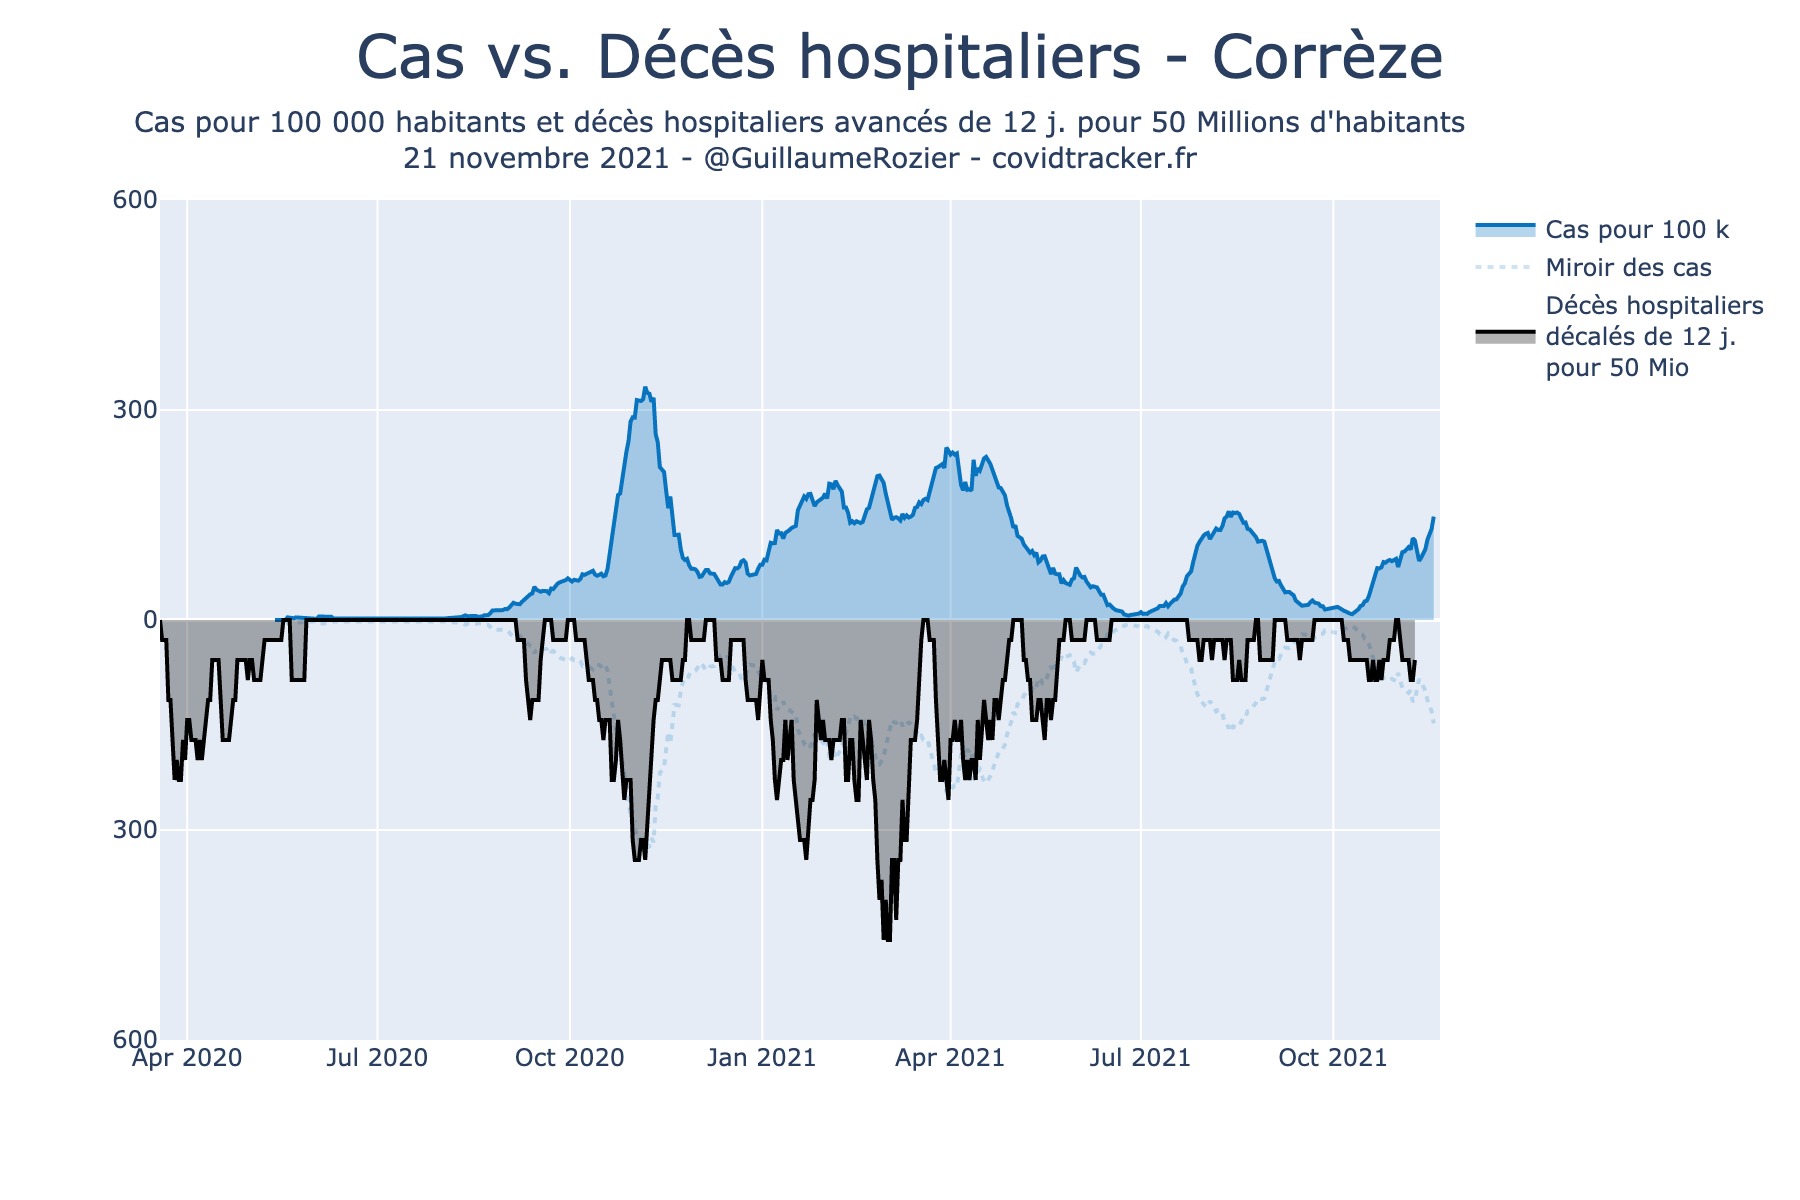 Cas vs. Décès hospitaliers - Corrèze
Cas pour 100 000 habitants et décès hospitaliers avancés de 12 j. pour 50 Millions d'habitants
21 novembre 2021 - @GuillaumeRozier - covidtracker.fr
600
300
0
300
600
Apr 2020
Jul 2020
Oct 2020
Jan 2021
Apr 2021
Jul 2021
Oct 2021
Cas pour 100 k
Miroir des cas
Décès hospitaliers
décalés de 12 j.
pour 50 Mio